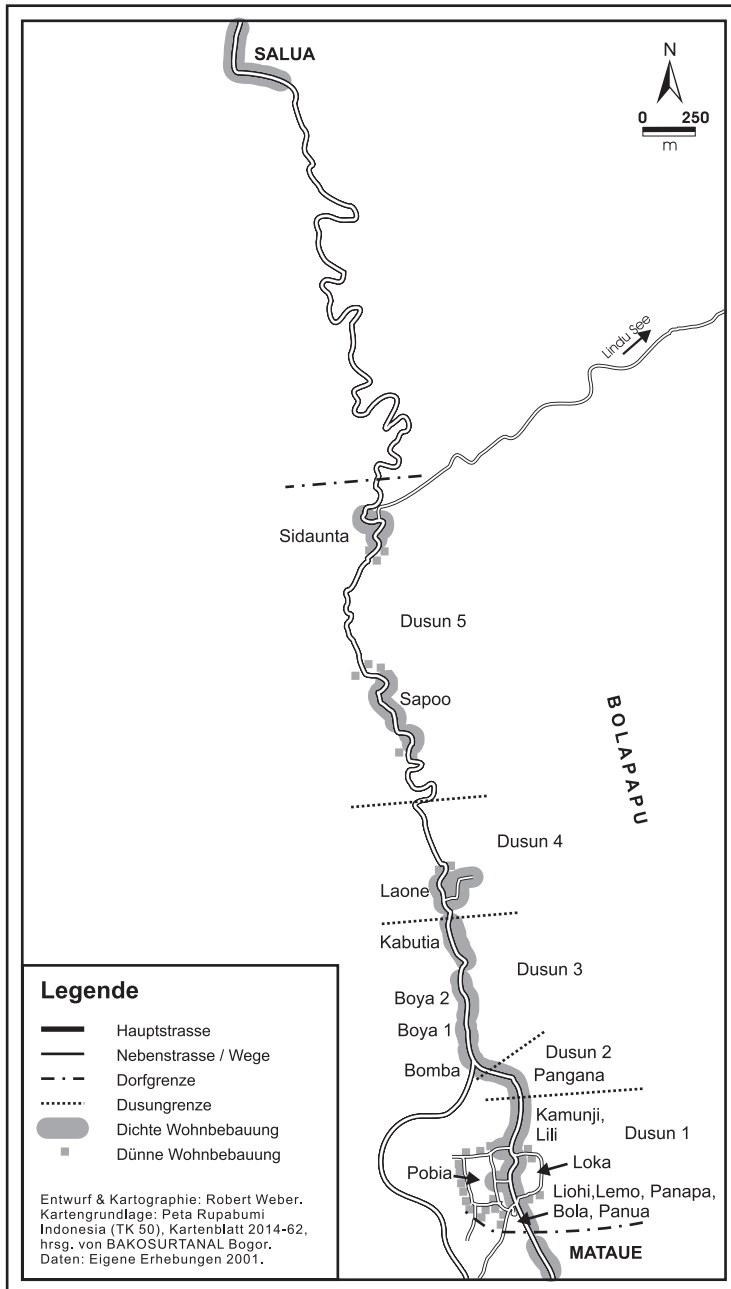 SALUA
N
0 250
m
Lindu See
Sidaunta
Dusun 5
Sapoo
BOLAPAPU
Dusun 4
Laone
Kabutia
Dusun 3
Boya 2
Boya 1
Dusun 2
Bomba
Pangana
Kamunji,
Lili
Dusun 1
Pobia
Loka
Liohi,Lemo, Panapa,
Bola, Panua
MATAUE
Legende
Hauptstrasse
Nebenstrasse / Wege
Dorfgrenze
Dusungrenze
Dichte Wohnbebauung
Dünne Wohnbebauung
Entwurf & Kartographie: Robert Weber.
Kartengrundlage: Peta Rupabumi
Indonesia (TK 50), Kartenblatt 2014-62,
hrsg. von BAKOSURTANAL Bogor.
Daten: Eigene Erhebungen 2001.